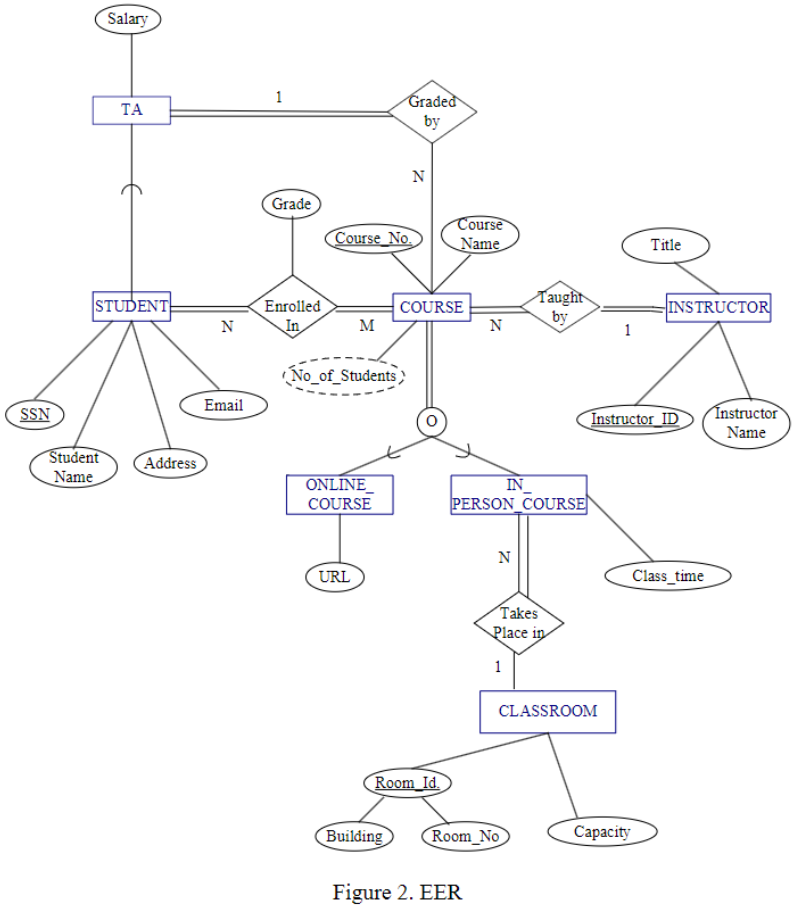 Salary
TA
1
Graded
by
N
Grade
Course_No.
Course
Name
Title
STUDENT
N
Enrolled
In
M
COURSE
N
Taught
by
1
INSTRUCTOR
No_of_Students
SSN
Student
Name
Address
Email
O
Instructor_ID
Instructor
Name
ONLINE_
COURSE
IN_
PERSON_COURSE
URL
N
Class_time
Takes
Place in
1
CLASSROOM
Room_Id.
Building
Room_No
Capacity
Figure 2. EER